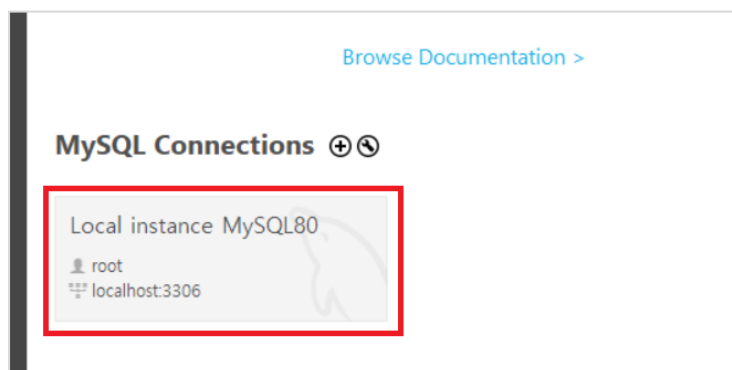 Browse Documentation >
MySQL Connections
Local instance MySQL80
root
localhost:3306